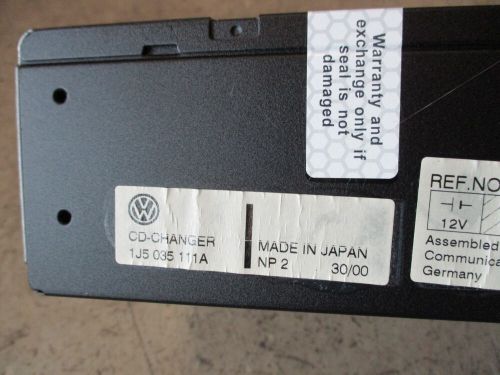 Warranty and
exchange only if
seal is not
damaged
CD-CHANGER
1J5 035 111A
MADE IN JAPAN
NP 2 30/00
REF.NO
12V
Assembled
Communica
Germany